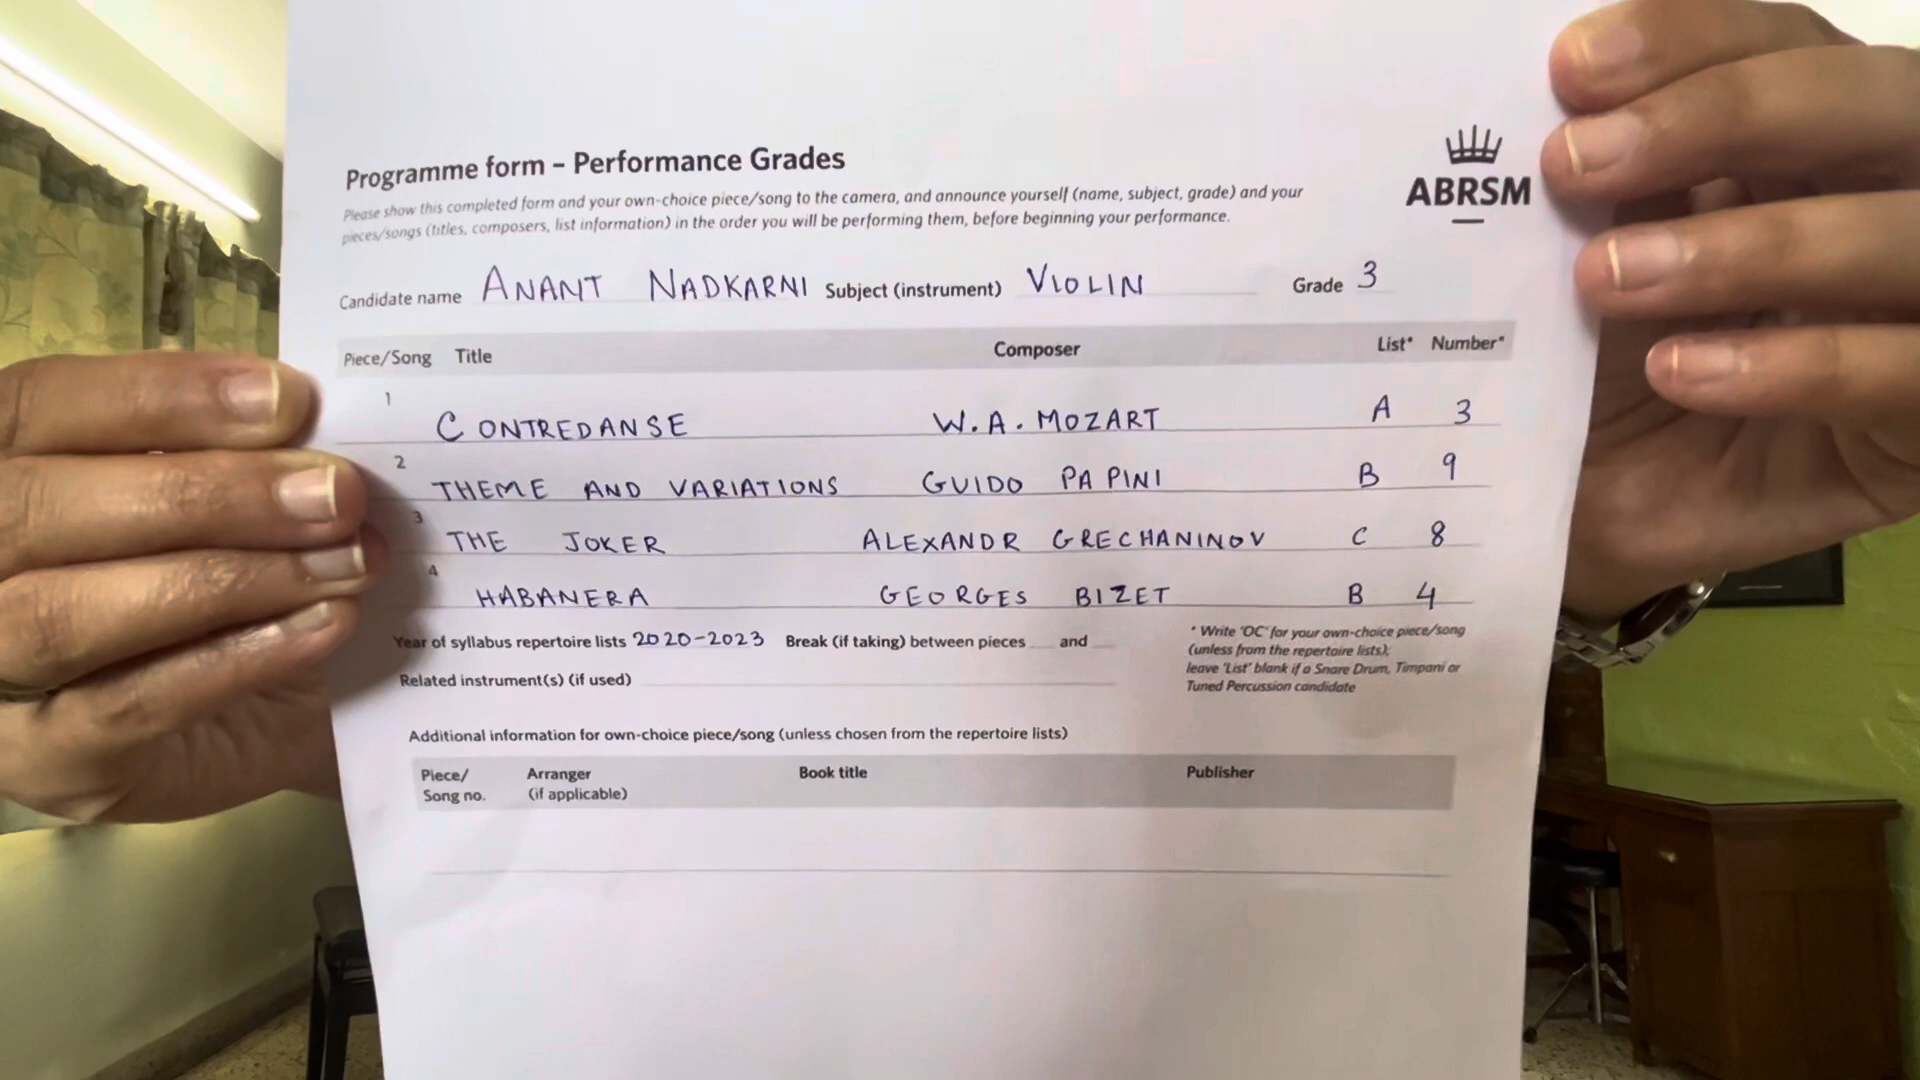 Programme form – Performance Grades
ABRSM
Please show this completed form and your own-choice piece/song to the camera, and announce yourself (name, subject, grade) and your
pieces/songs (titles, composers, list information) in the order you will be performing them, before beginning your performance.
Candidate name ANANT NADKARNI Subject (instrument) VIOLIN Grade 3
Piece/Song Title Composer List* Number*
1 CONTREDANSE W.A. MOZART A 3
2 THEME AND VARIATIONS GUIDO PAPINI B 9
3 THE JOKER ALEXANDR GRECHANINOV C 8
4 HABANERA GEORGES BIZET B 4
Year of syllabus repertoire lists 2020-2023 Break (if taking) between pieces and
Related instrument(s) (if used)
* Write 'OC' for your own-choice piece/song
(unless from the repertoire lists);
leave 'List' blank if a Snare Drum, Timpani or
Tuned Percussion candidate
Additional information for own-choice piece/song (unless chosen from the repertoire lists)
Piece/ Arranger Book title Publisher
Song no. (if applicable)